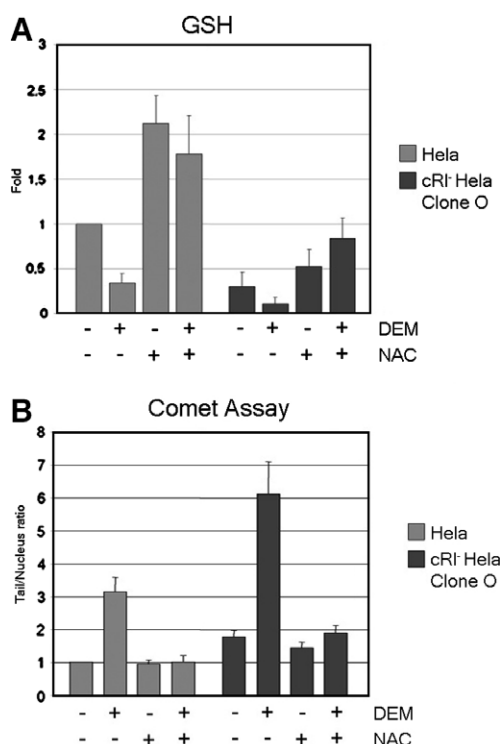 A
GSH
3
2.5
2
1.5
1
0.5
0
Fold
Hela
cRI- Hela
Clone O
- + - + - + - + DEM
- - + + - - + + NAC
B
Comet Assay
8
7
6
5
4
3
2
1
0
Tail/Nucleus ratio
Hela
cRI- Hela
Clone O
- + - + - + - + DEM
- - + + - - + + NAC